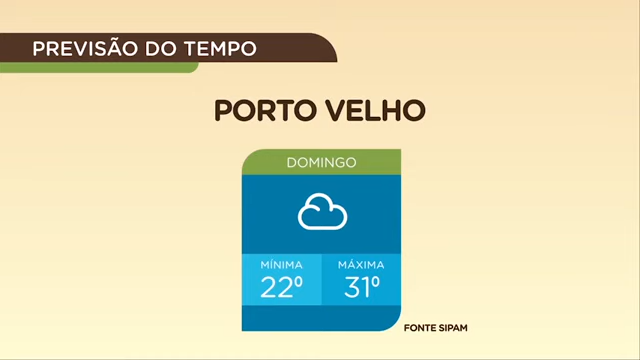 PREVISÃO DO TEMPO
PORTO VELHO
DOMINGO
MÍNIMA MÁXIMA
22º 31º
FONTE SIPAM